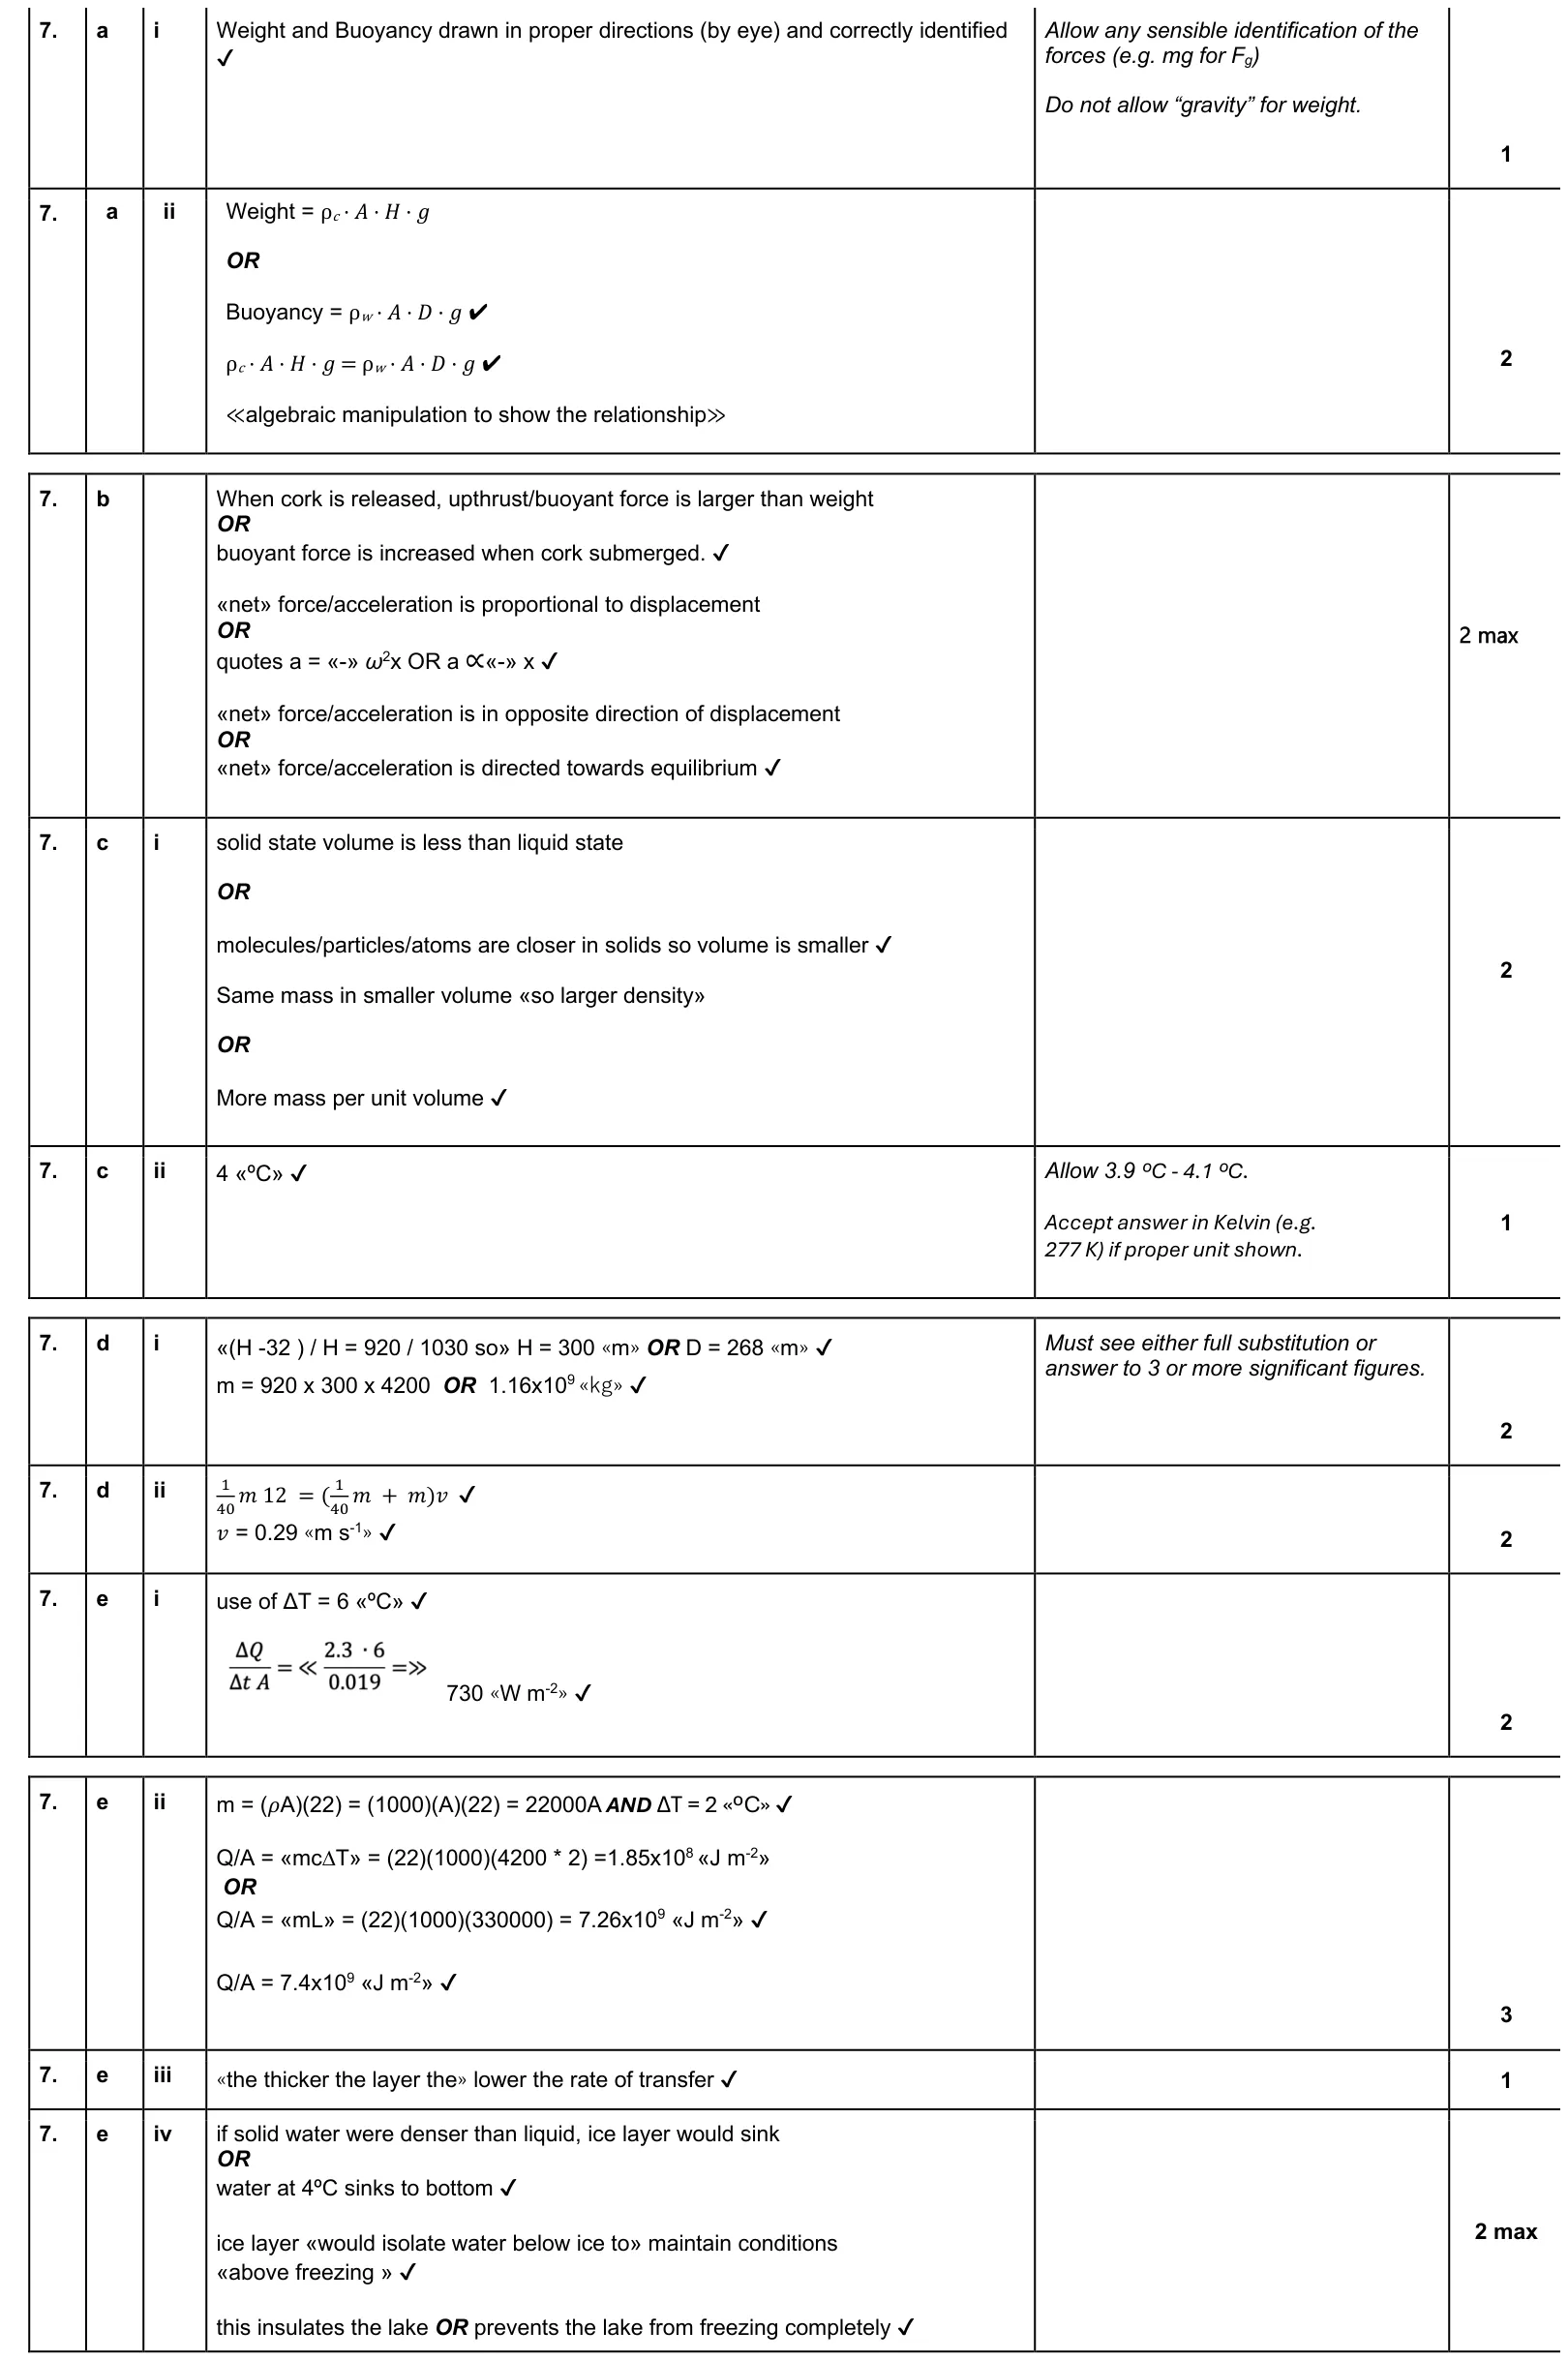 7. a i Weight and Buoyancy drawn in proper directions (by eye) and correctly identified
✓
Allow any sensible identification of the
forces (e.g. mg for Fg)
Do not allow “gravity” for weight.
1
7. a ii Weight = ρc · A · H · g
OR
Buoyancy = ρw · A · D · g ✔
ρc · A · H · g = ρw · A · D · g ✔
≪algebraic manipulation to show the relationship≫
2
7. b When cork is released, upthrust/buoyant force is larger than weight
OR
buoyant force is increased when cork submerged. ✓
«net» force/acceleration is proportional to displacement
OR
quotes a = «-» ω²x OR a ∝«-» x ✓
«net» force/acceleration is in opposite direction of displacement
OR
«net» force/acceleration is directed towards equilibrium ✓
2 max
7. c i solid state volume is less than liquid state
OR
molecules/particles/atoms are closer in solids so volume is smaller ✓
Same mass in smaller volume «so larger density»
OR
More mass per unit volume ✓
2
7. c ii 4 «ºC» ✓
Allow 3.9 ºC - 4.1 ºC.
Accept answer in Kelvin (e.g.
277 K) if proper unit shown.
1
7. d i «(H -32 ) / H = 920 / 1030 so» H = 300 «m» OR D = 268 «m» ✓
m = 920 x 300 x 4200 OR 1.16x10⁹ «kg» ✓
Must see either full substitution or
answer to 3 or more significant figures.
2
7. d ii 1/40 m 12 = (1/40 m + m)v ✓
v = 0.29 «m s⁻¹» ✓
2
7. e i use of ΔT = 6 «ºC» ✓
ΔQ/Δt A = ≪ 2.3 · 6/0.019 =≫
730 «W m⁻²» ✓
2
7. e ii m = (ρA)(22) = (1000)(A)(22) = 22000A AND ΔT = 2 «ºC» ✓
Q/A = «mcΔT» = (22)(1000)(4200 * 2) =1.85x10⁸ «J m⁻²»
OR
Q/A = «mL» = (22)(1000)(330000) = 7.26x10⁹ «J m⁻²» ✓
Q/A = 7.4x10⁹ «J m⁻²» ✓
3
7. e iii «the thicker the layer the» lower the rate of transfer ✓
1
7. e iv if solid water were denser than liquid, ice layer would sink
OR
water at 4ºC sinks to bottom ✓
ice layer «would isolate water below ice to» maintain conditions
«above freezing » ✓
this insulates the lake OR prevents the lake from freezing completely ✓
2 max